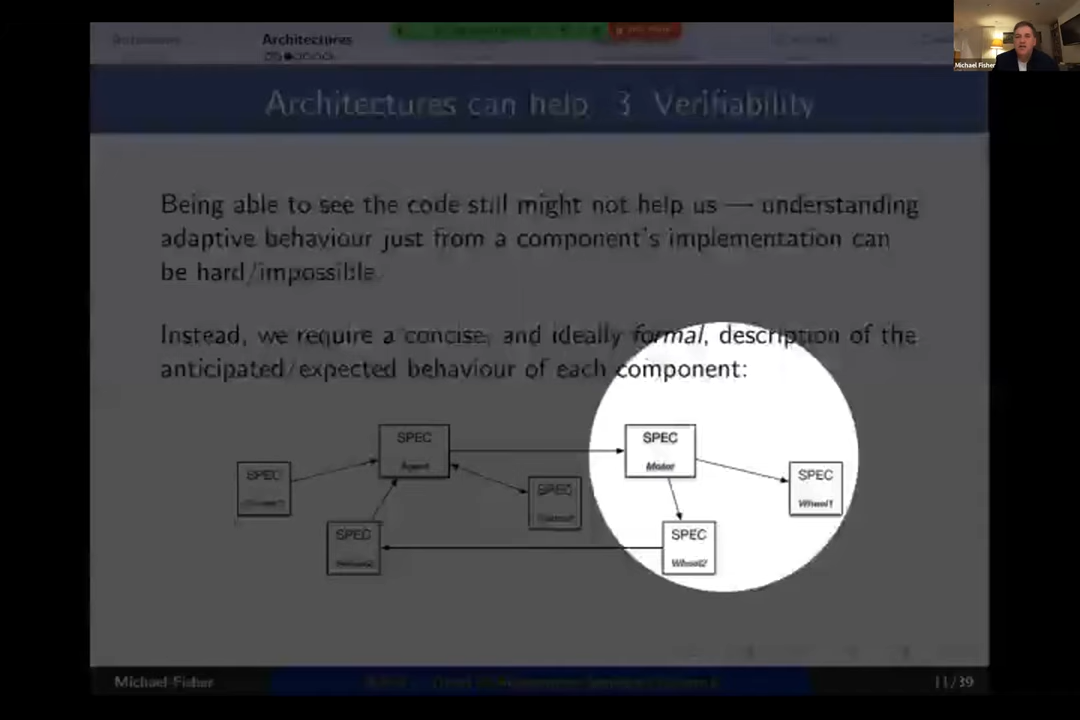 Architectures
Michael Fisher
Architectures can help 3 Verifiability
Being able to see the code still might not help us — understanding
adaptive behaviour just from a component's implementation can
be hard/impossible.
Instead, we require a concise, and ideally formal, description of the
anticipated/expected behaviour of each component:
SPEC
Agent
SPEC
Motor
SPEC
SPEC
Wheel1
SPEC
SPEC
SPEC
Wheel2
Michael Fisher
11/39